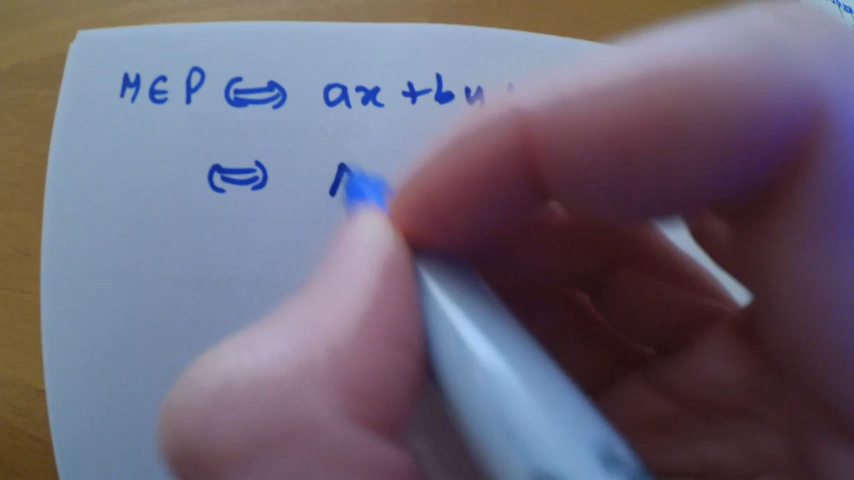 M ∈ P ⟺ ax + by
⟺